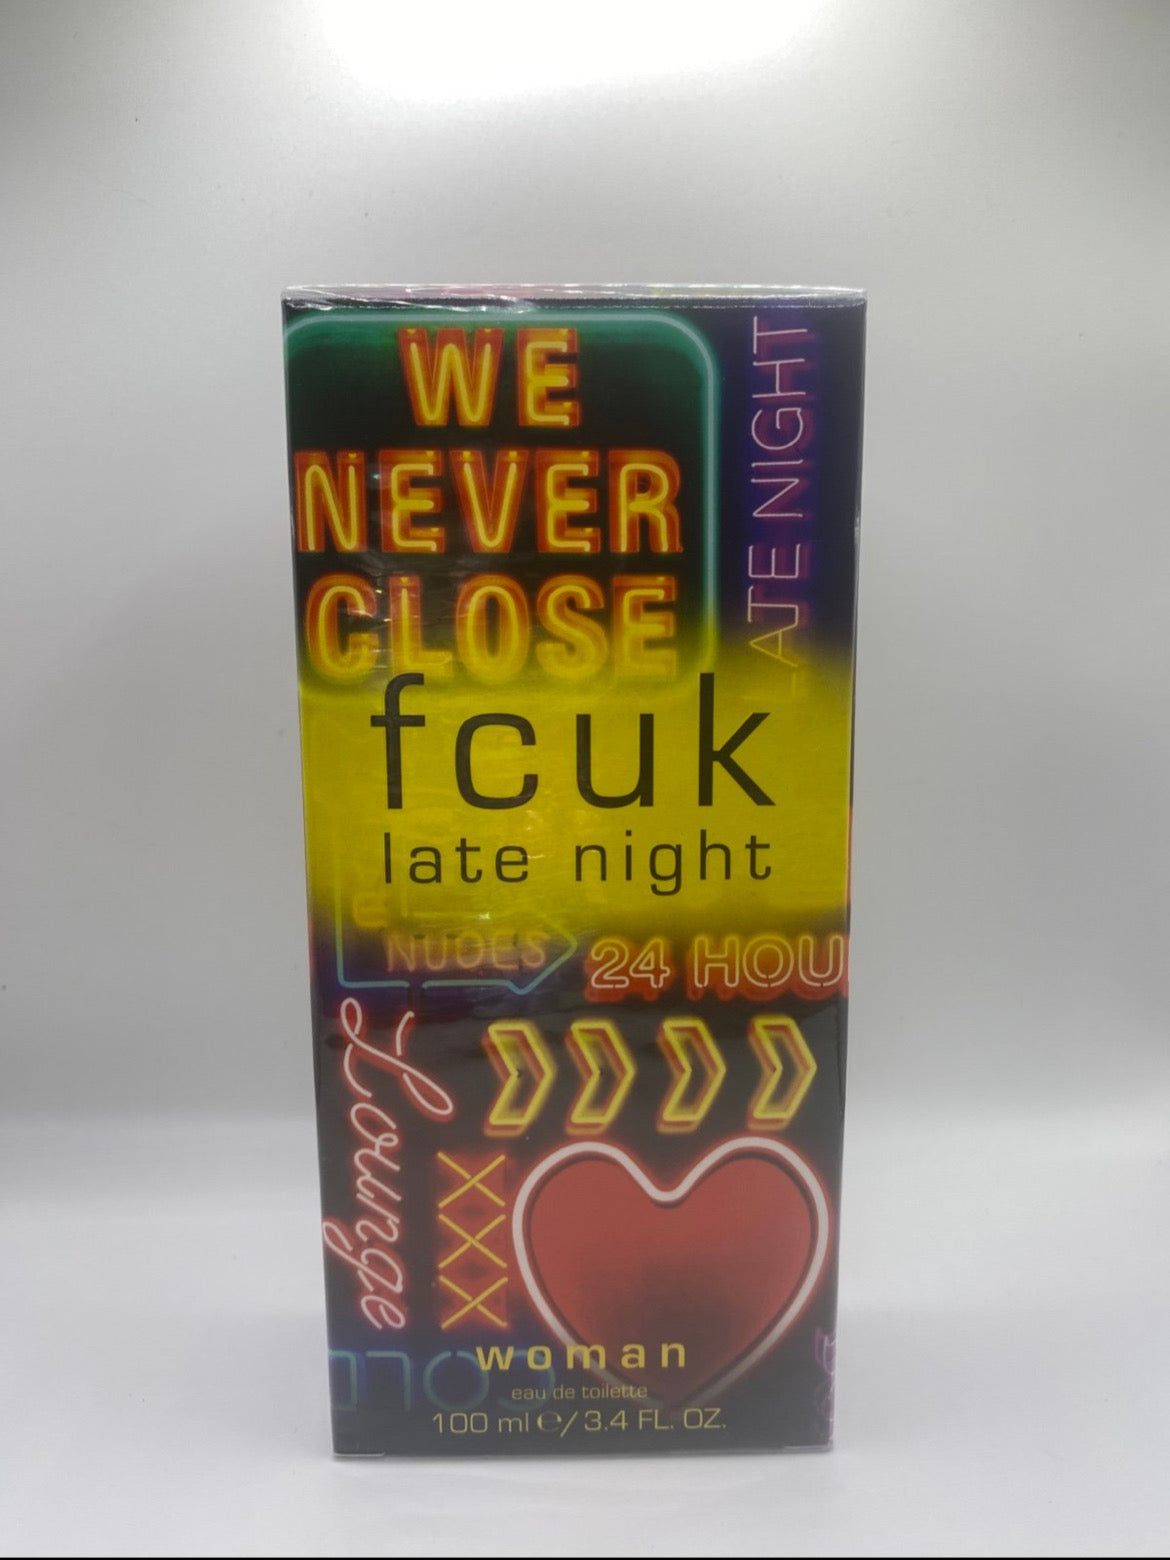 WE
NEVER
CLOSE
LATE NIGHT
fcuk
late night
NUDES
24 HOU
Lounge
XXX
woman
eau de toilette
100 ml ℮/ 3.4 FL. OZ.